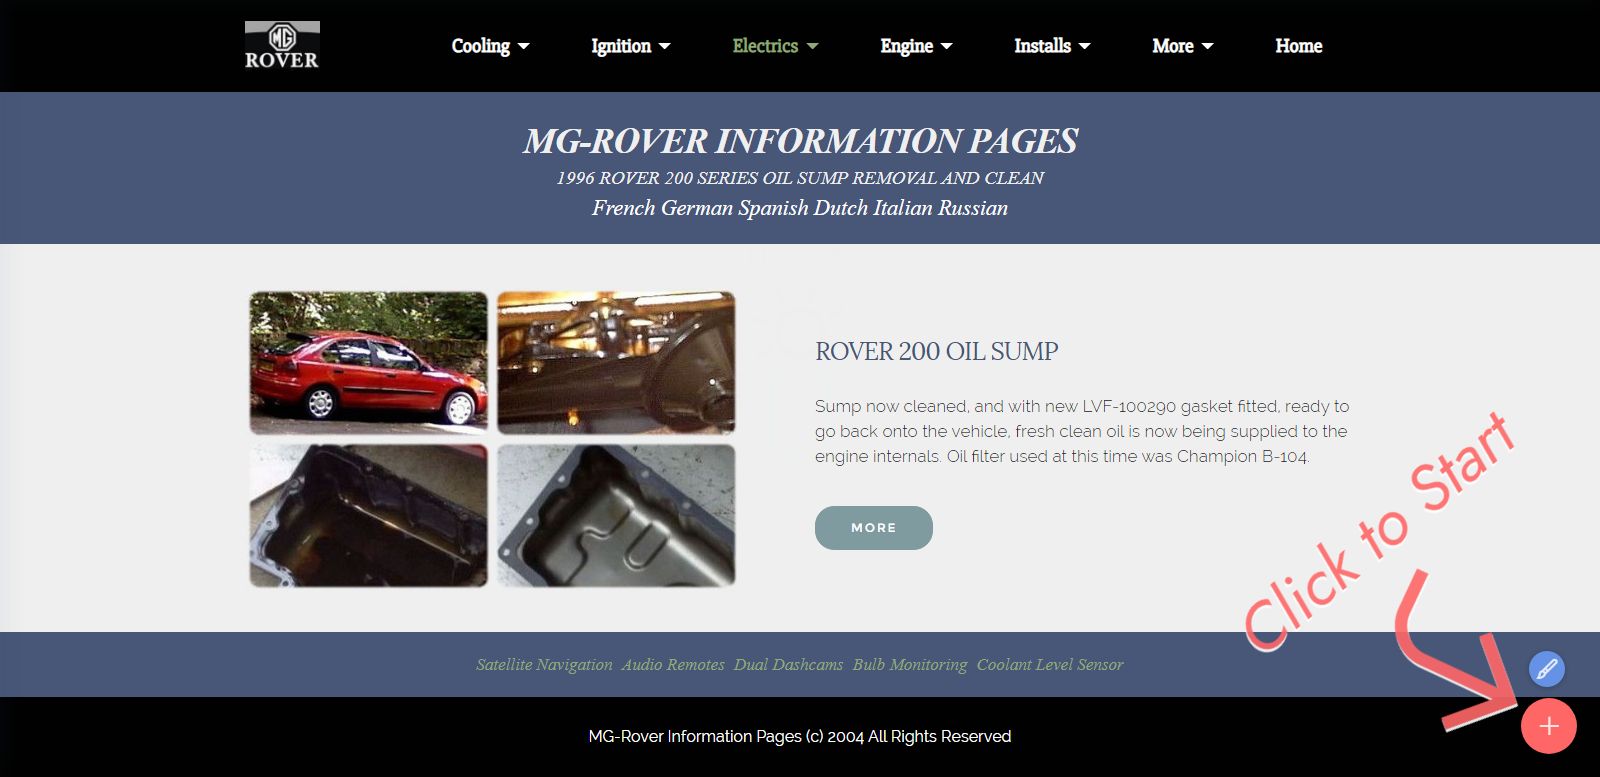 MG
ROVER
Cooling Ignition Electrics Engine Installs More Home
MG-ROVER INFORMATION PAGES
1996 ROVER 200 SERIES OIL SUMP REMOVAL AND CLEAN
French German Spanish Dutch Italian Russian
ROVER 200 OIL SUMP
Sump now cleaned, and with new LVF-100290 gasket fitted, ready to
go back onto the vehicle, fresh clean oil is now being supplied to the
engine internals. Oil filter used at this time was Champion B-104.
MORE
Click to Start
Satellite Navigation Audio Remotes Dual Dashcams Bulb Monitoring Coolant Level Sensor
MG-Rover Information Pages (c) 2004 All Rights Reserved